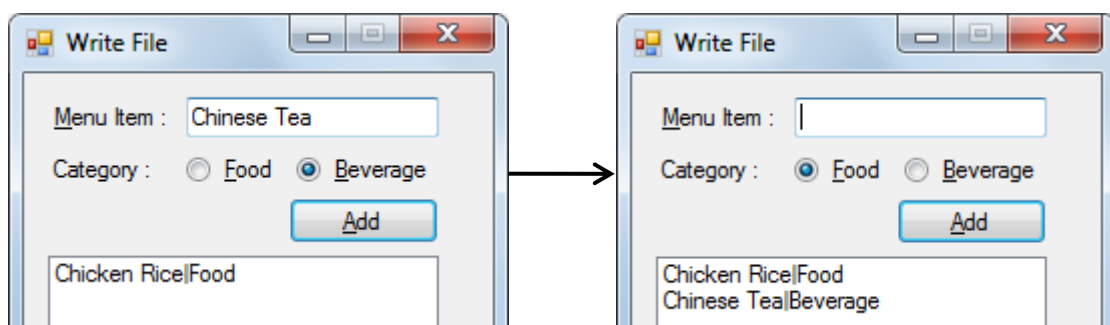 Write File
Menu Item : Chinese Tea
Category : Food Beverage
Add
Chicken Rice|Food
Write File
Menu Item :
Category : Food Beverage
Add
Chicken Rice|Food
Chinese Tea|Beverage